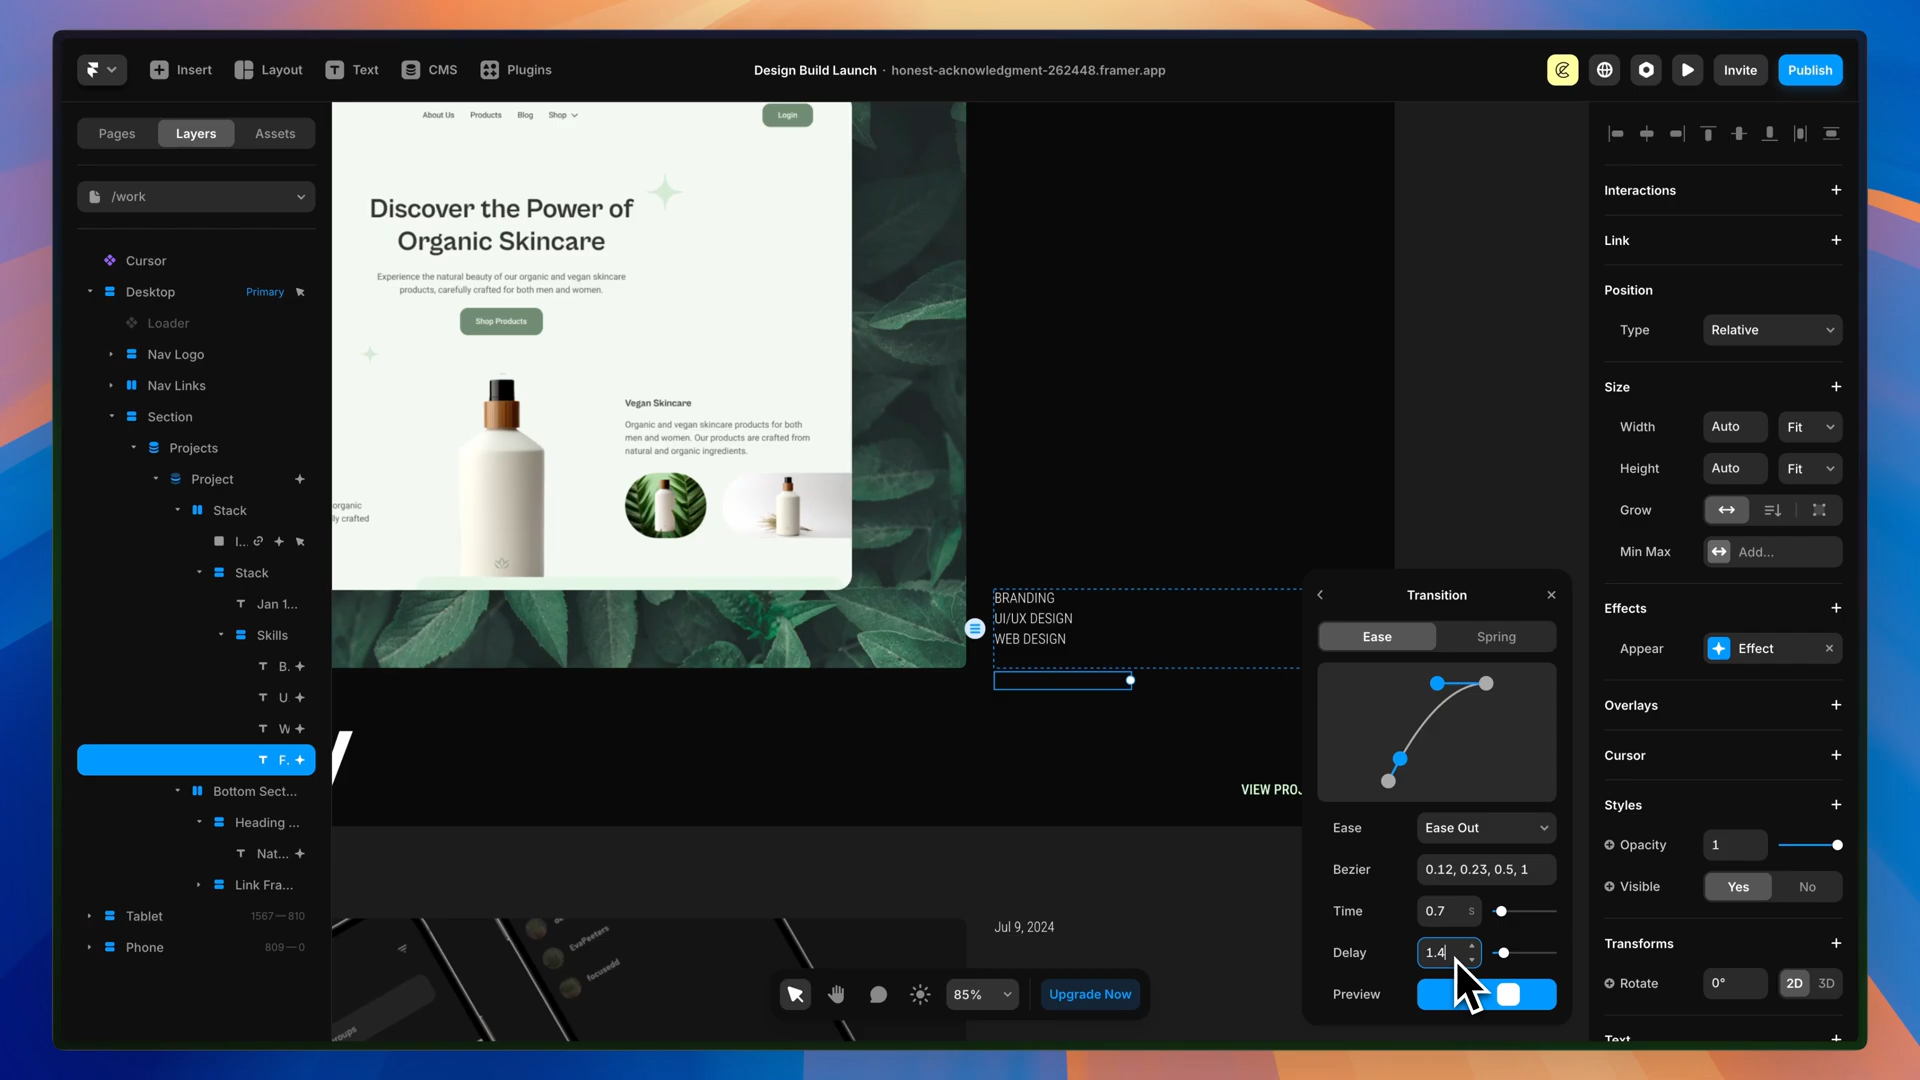 Insert
Layout
Text
CMS
Plugins
Design Build Launch · honest-acknowledgment-262448.framer.app
Invite
Publish
Pages
Layers
Assets
/work
Cursor
Desktop
Primary
Loader
Nav Logo
Nav Links
Section
Projects
Project
Stack
I...
Stack
Jan 1...
Skills
B.
U
W
F.
Bottom Sect...
Heading ...
Nat...
Link Fra...
Tablet
1567—810
Phone
809—0
About Us
Products
Blog
Shop
Login
Discover the Power of
Organic Skincare
Experience the natural beauty of our organic and vegan skincare
products, carefully crafted for both men and women.
Shop Products
Vegan Skincare
Organic and vegan skincare products for both
men and women. Our products are crafted from
natural and organic ingredients.
organic
ly crafted
BRANDING
UI/UX DESIGN
WEB DESIGN
VIEW PROJ
Jul 9, 2024
EvaPeeters
focusedd
groups
85%
Upgrade Now
Transition
Ease
Spring
Ease
Ease Out
Bezier
0.12, 0.23, 0.5, 1
Time
0.7
S
Delay
1.4
Preview
Interactions
Link
Position
Type
Relative
Size
Width
Auto
Fit
Height
Auto
Fit
Grow
Min Max
Add...
Effects
Appear
Effect
Overlays
Cursor
Styles
Opacity
1
Visible
Yes
No
Transforms
Rotate
0°
2D
3D
Text